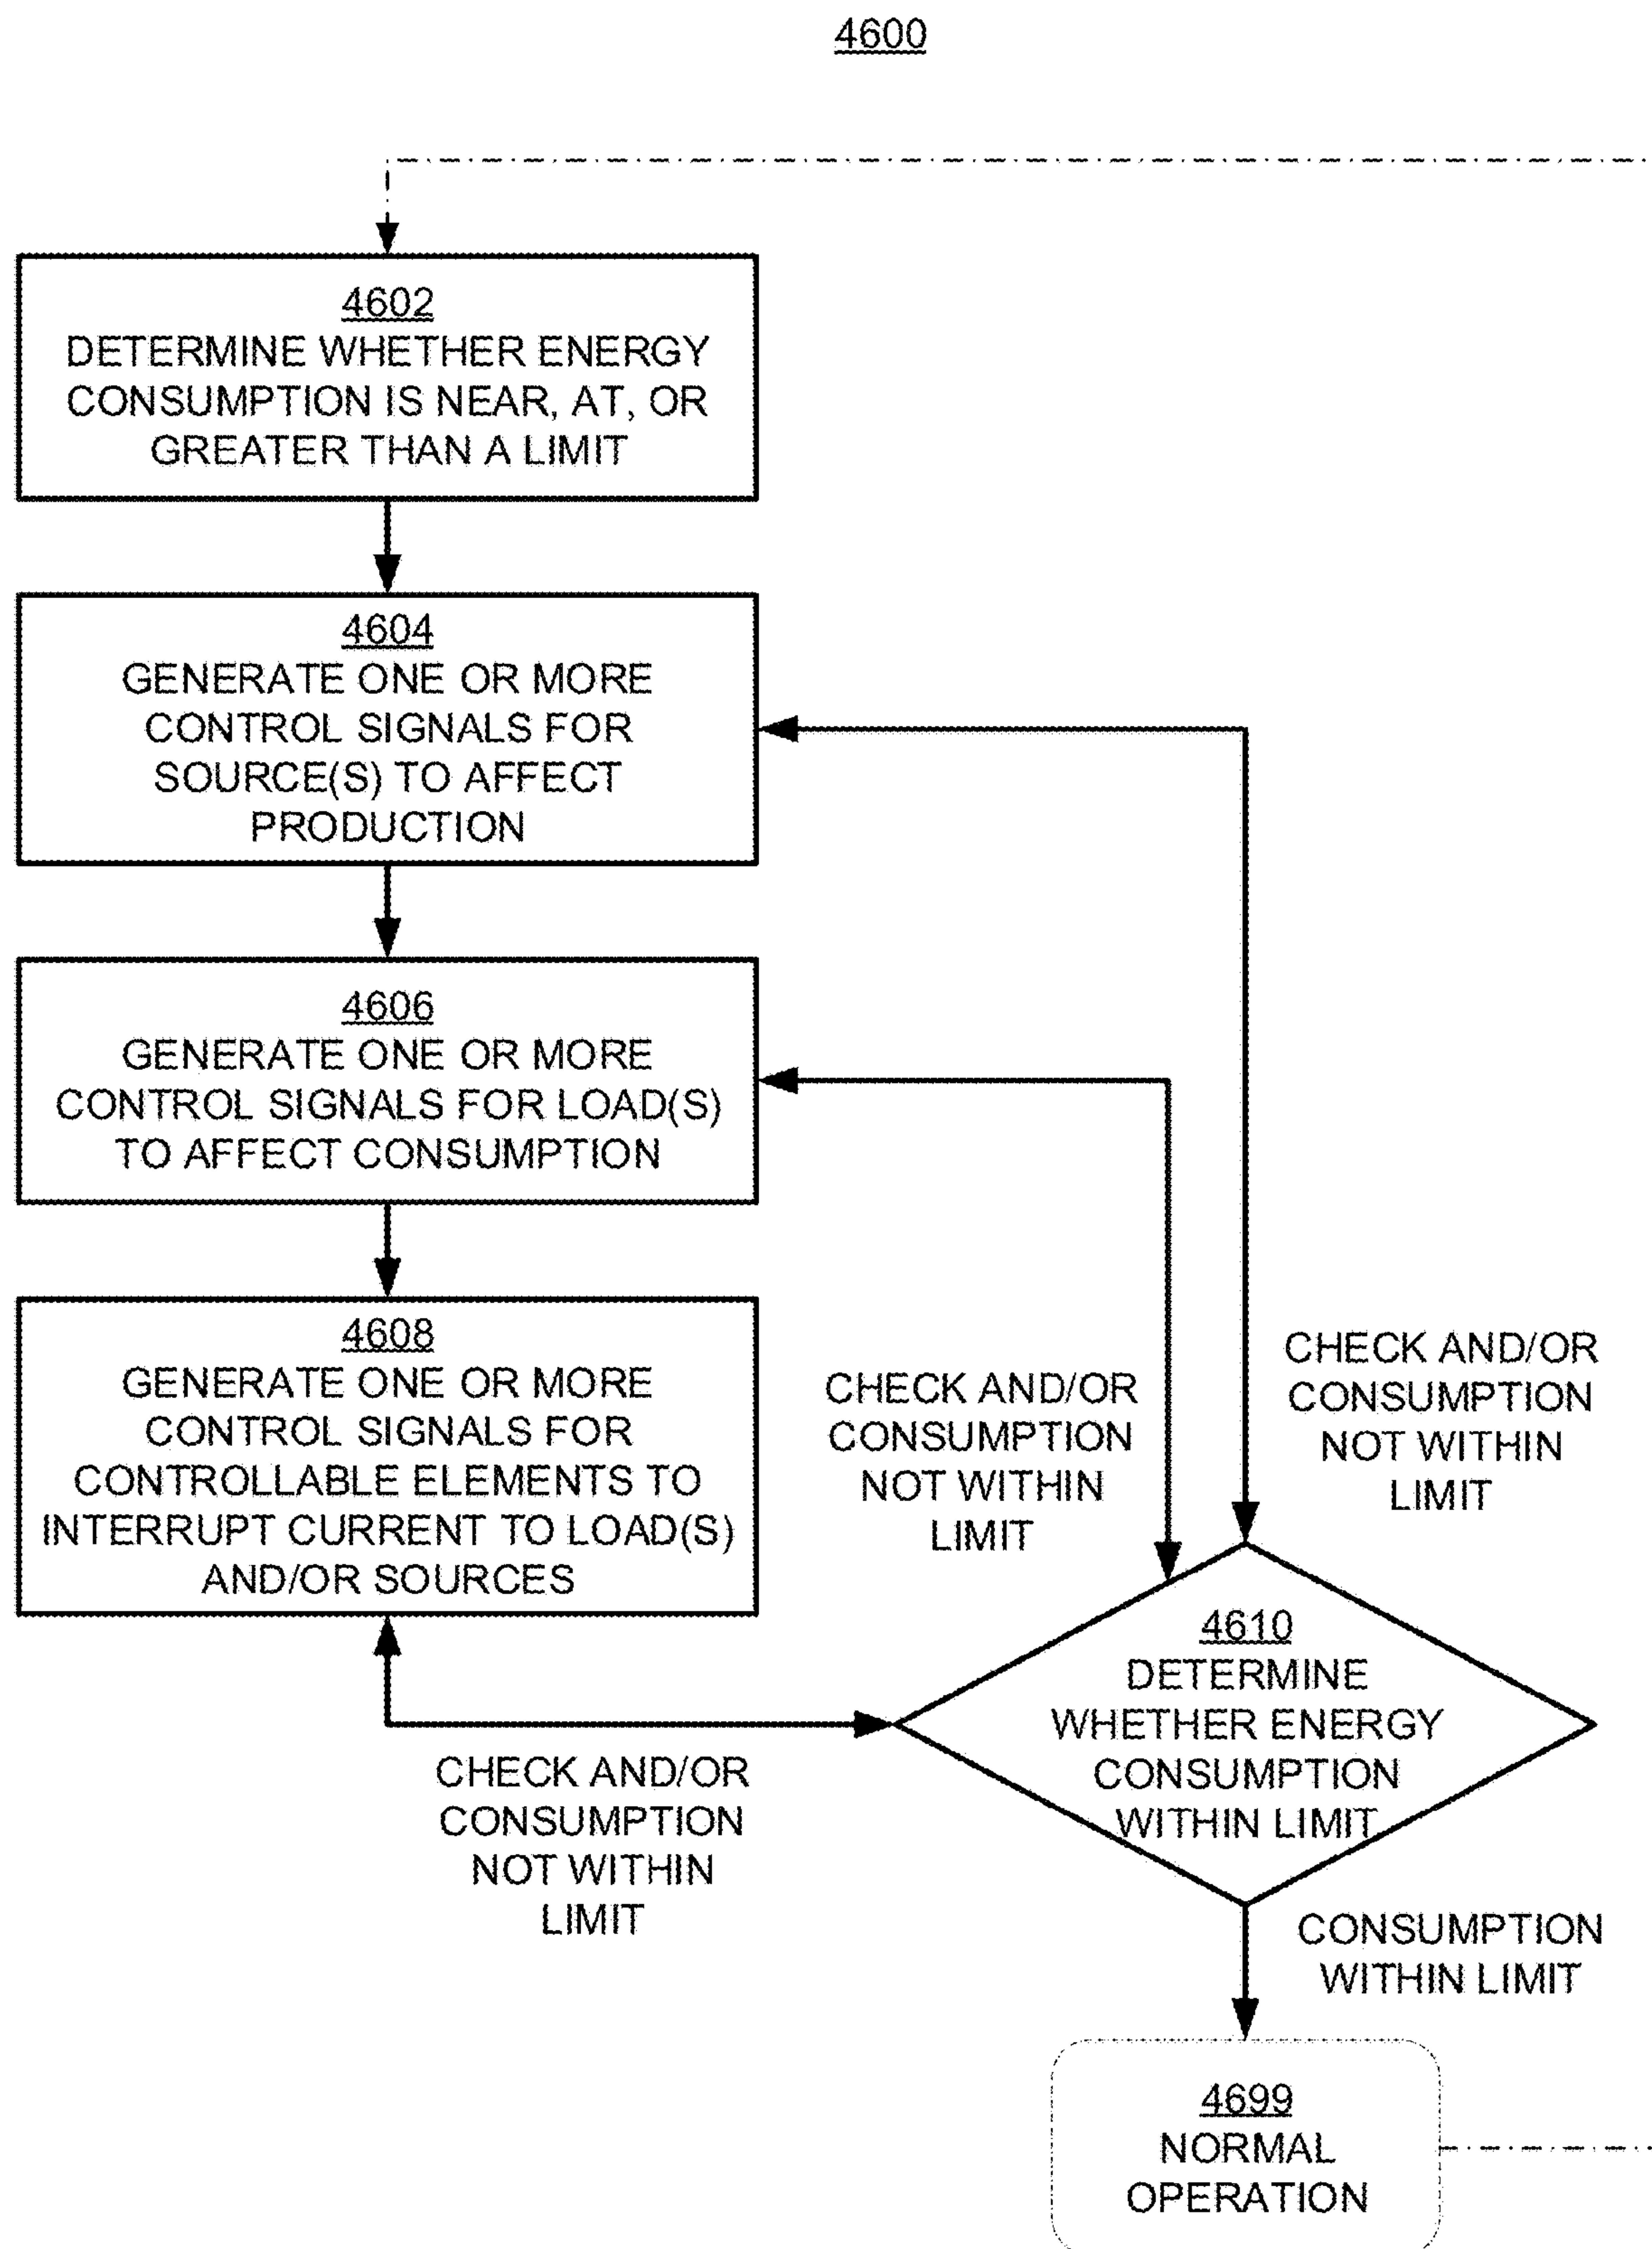 4600
4602
DETERMINE WHETHER ENERGY
CONSUMPTION IS NEAR, AT, OR
GREATER THAN A LIMIT
4604
GENERATE ONE OR MORE
CONTROL SIGNALS FOR
SOURCE(S) TO AFFECT
PRODUCTION
4606
GENERATE ONE OR MORE
CONTROL SIGNALS FOR LOAD(S)
TO AFFECT CONSUMPTION
4608
GENERATE ONE OR MORE
CONTROL SIGNALS FOR
CONTROLLABLE ELEMENTS TO
INTERRUPT CURRENT TO LOAD(S)
AND/OR SOURCES
CHECK AND/OR
CONSUMPTION
NOT WITHIN
LIMIT
CHECK AND/OR
CONSUMPTION
NOT WITHIN
LIMIT
CHECK AND/OR
CONSUMPTION
NOT WITHIN
LIMIT
4610
DETERMINE
WHETHER ENERGY
CONSUMPTION
WITHIN LIMIT
CONSUMPTION
WITHIN LIMIT
4699
NORMAL
OPERATION